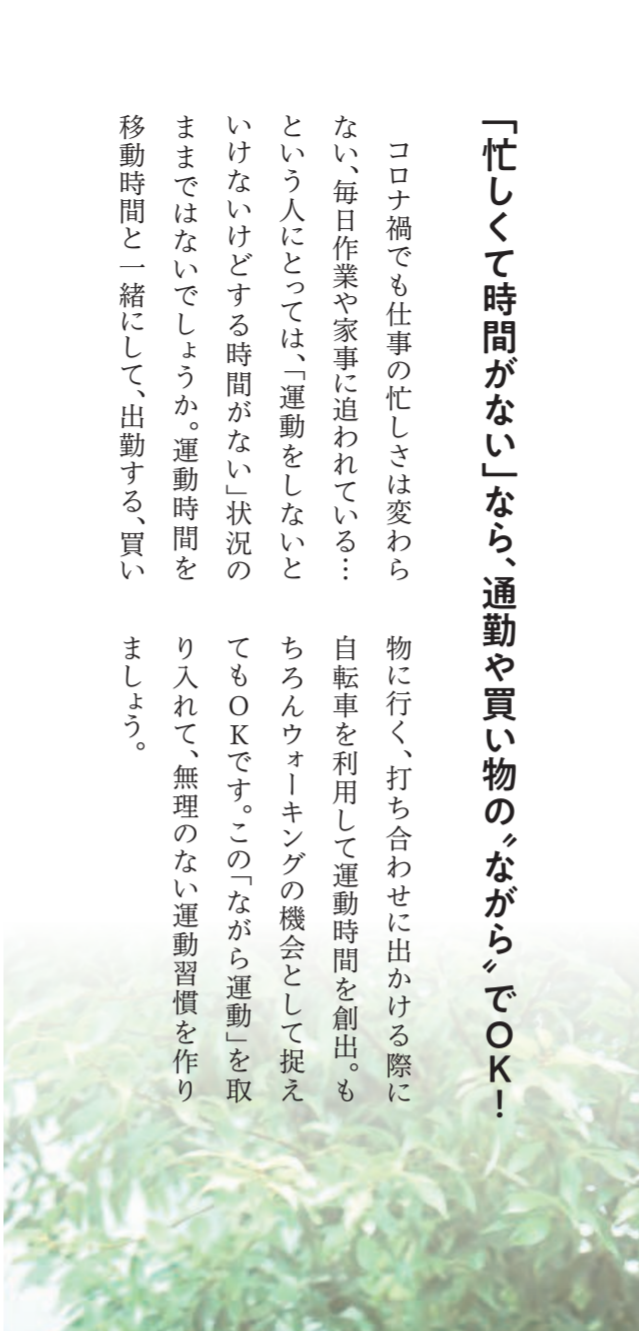 「忙しくて時間がない」なら、通勤や買い物の〝ながら〟でOK！
コロナ禍でも仕事の忙しさは変わら
ない、毎日作業や家事に追われている…
という人にとっては、「運動をしないと
いけないけどする時間がない」状況の
ままではないでしょうか。運動時間を
移動時間と一緒にして、出勤する、買い
物に行く、打ち合わせに出かける際に
自転車を利用して運動時間を創出。も
ちろんウォーキングの機会として捉え
てもOKです。この「ながら運動」を取
り入れて、無理のない運動習慣を作り
ましょう。